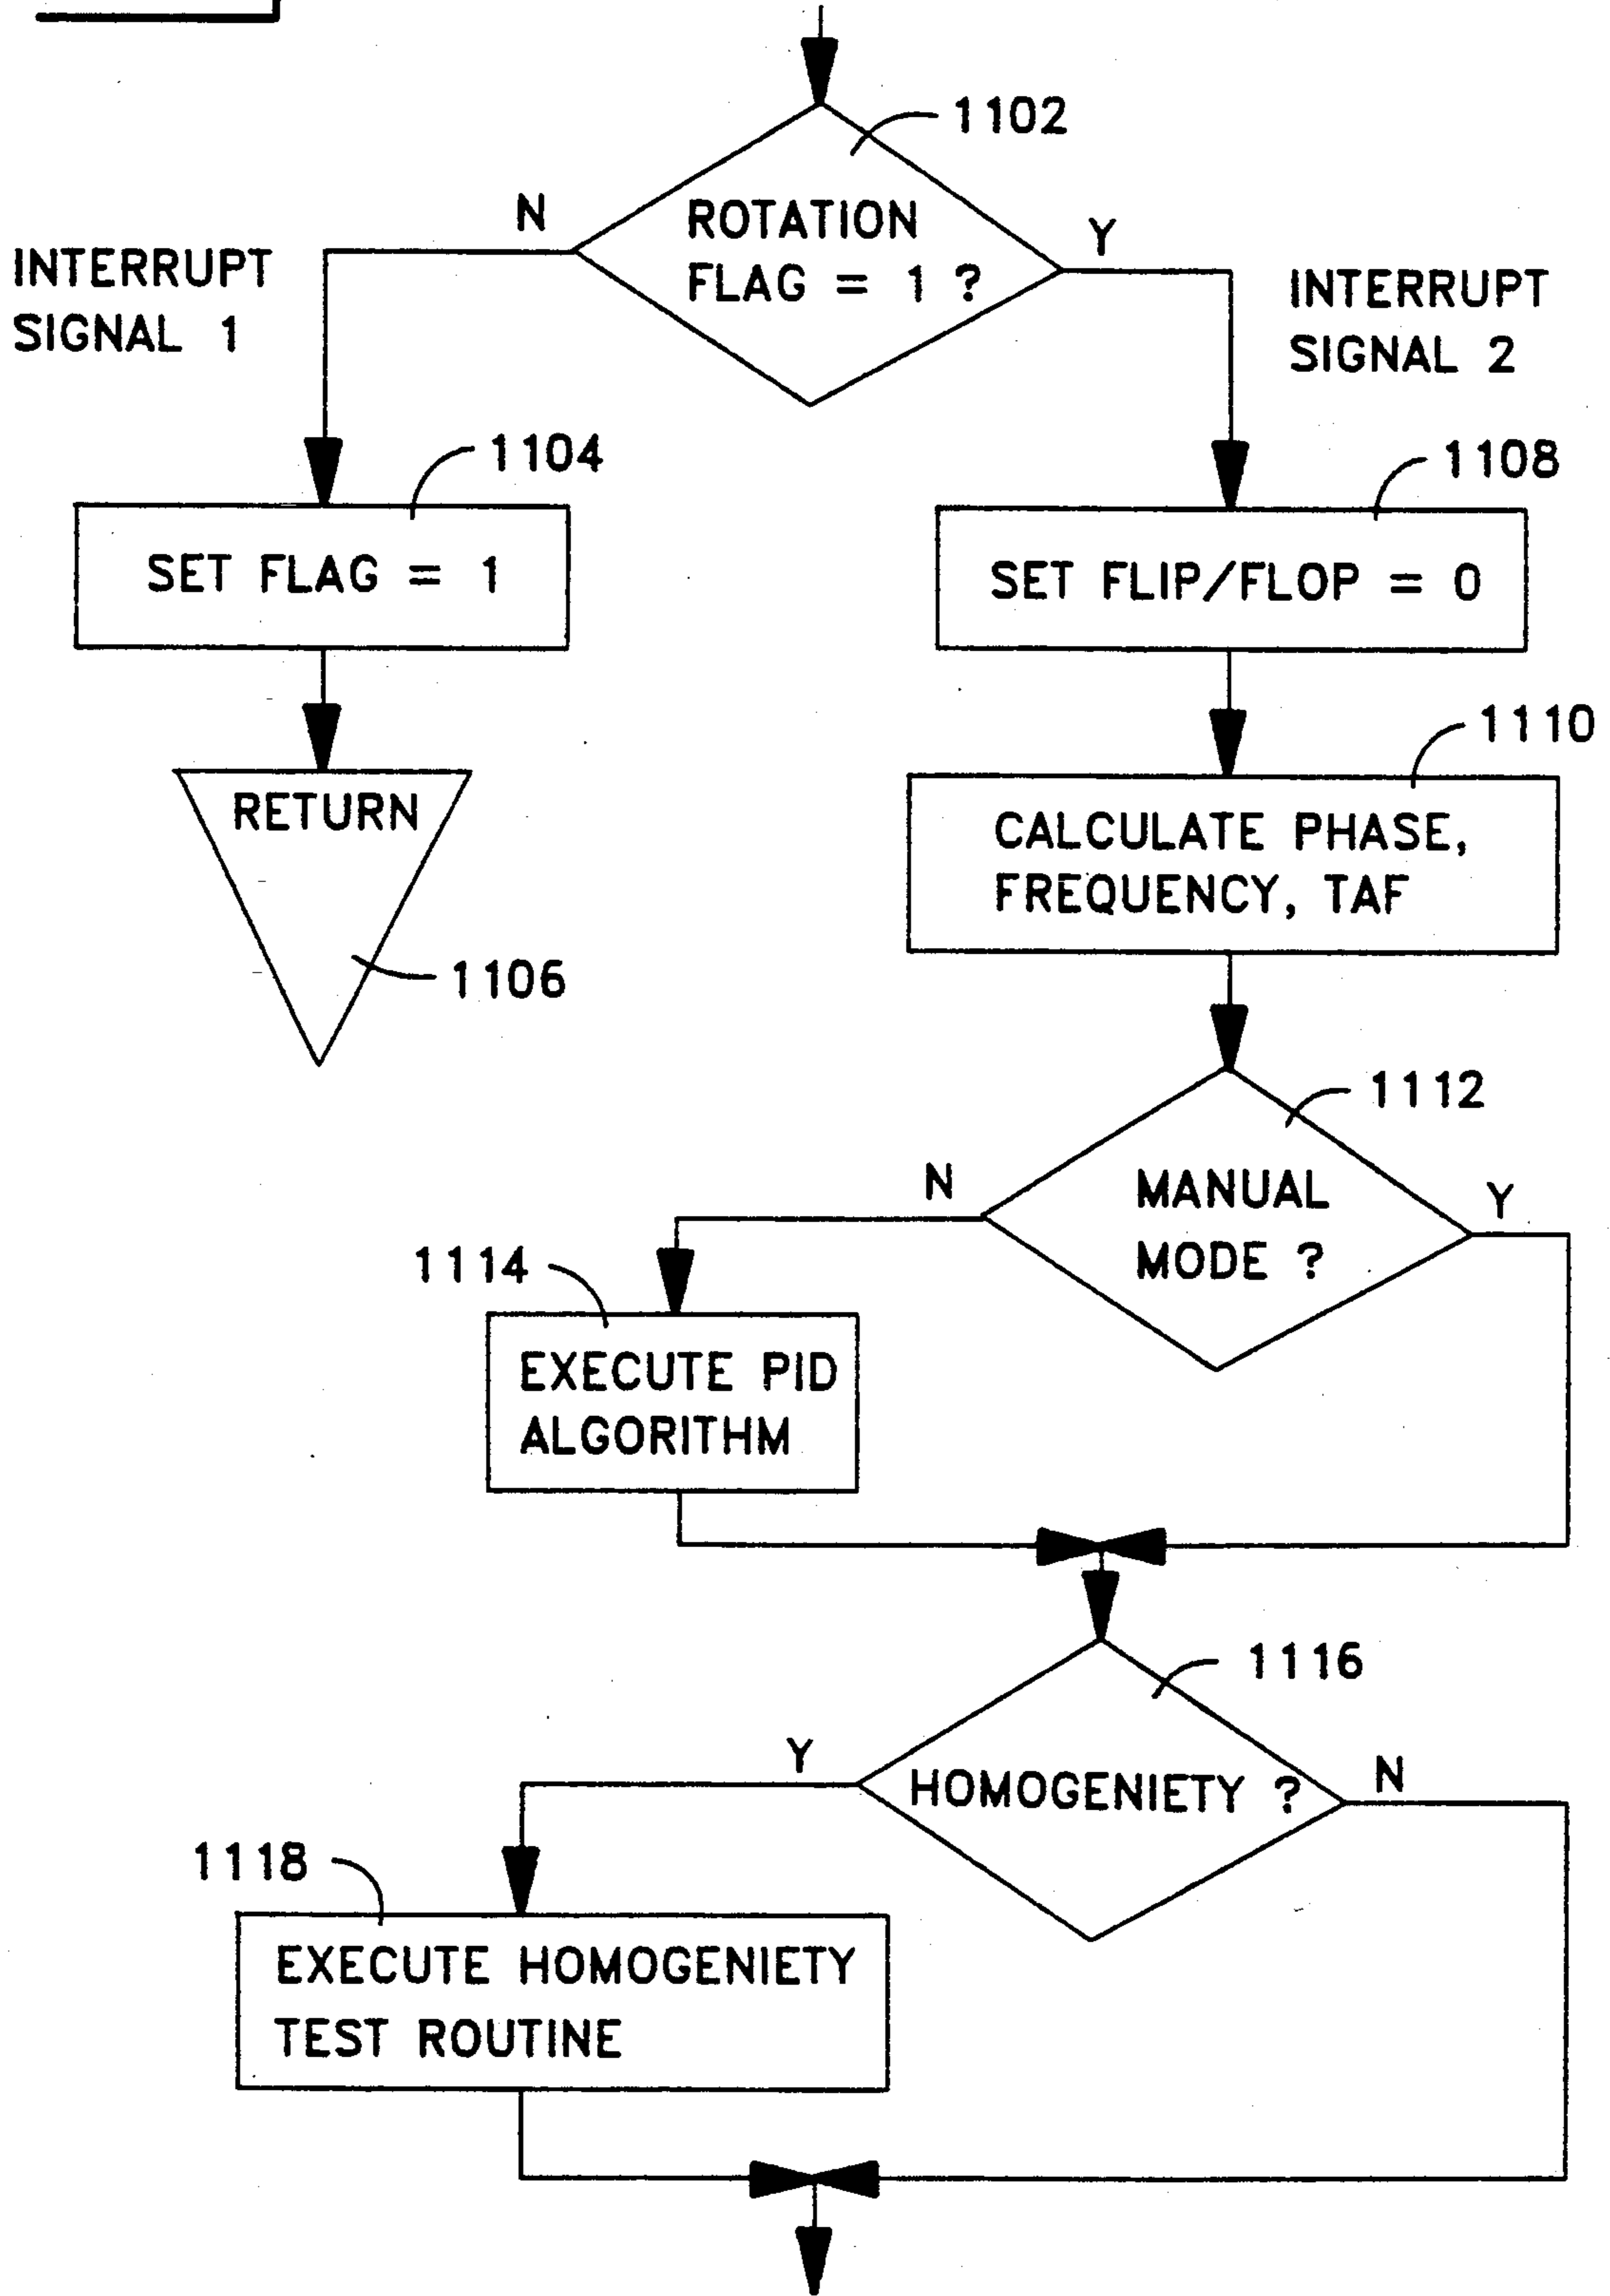 1102
ROTATION
FLAG = 1 ?
N
Y
INTERRUPT
SIGNAL 1
INTERRUPT
SIGNAL 2
1104
1108
SET FLAG = 1
SET FLIP/FLOP = 0
1110
RETURN
CALCULATE PHASE,
FREQUENCY, TAF
1106
1112
MANUAL
MODE ?
N
Y
1114
EXECUTE PID
ALGORITHM
1116
HOMOGENIETY ?
Y
N
1118
EXECUTE HOMOGENIETY
TEST ROUTINE